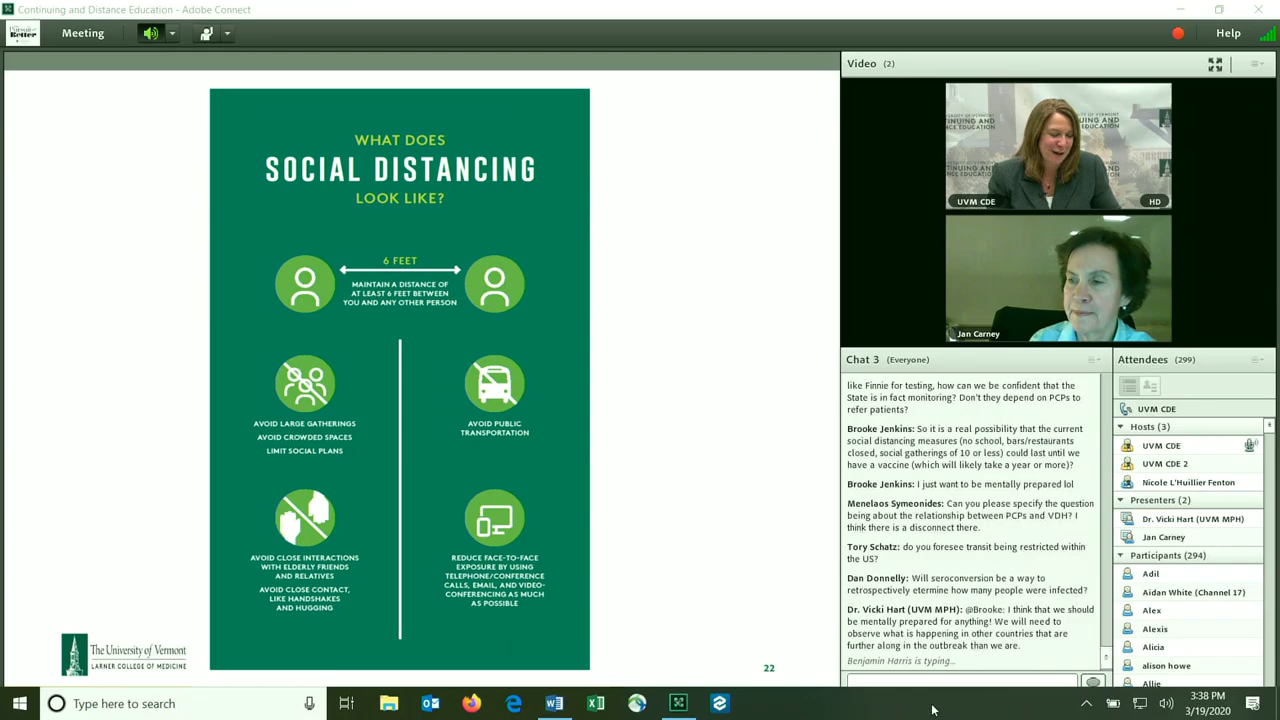 Continuing and Distance Education - Adobe Connect
Meeting
Help
WHAT DOES
SOCIAL DISTANCING
LOOK LIKE?
6 FEET
MAINTAIN A DISTANCE OF
AT LEAST 6 FEET BETWEEN
YOU AND ANY OTHER PERSON
AVOID LARGE GATHERINGS
AVOID CROWDED SPACES
LIMIT SOCIAL PLANS
AVOID PUBLIC
TRANSPORTATION
AVOID CLOSE INTERACTIONS
WITH ELDERLY FRIENDS
AND RELATIVES
AVOID CLOSE CONTACT,
LIKE HANDSHAKES
AND HUGGING
REDUCE FACE-TO-FACE
EXPOSURE BY USING
TELEPHONE/CONFERENCE
CALLS, EMAIL, AND VIDEO-
CONFERENCING AS MUCH
AS POSSIBLE
The University of Vermont
LARNER COLLEGE OF MEDICINE
22
Video (2)
UVM CDE
HD
Jan Carney
Chat 3 (Everyone)
like Finnie for testing, how can we be confident that the
State is in fact monitoring? Don't they depend on PCPs to
refer patients?
Brooke Jenkins: So it is a real possibility that the current
social distancing measures (no school, bars/restaurants
closed, social gatherings of 10 or less) could last until we
have a vaccine (which will likely take a year or more)?
Brooke Jenkins: I just want to be mentally prepared lol
Menelaos Symeonides: Can you please specify the question
being about the relationship between PCPs and VDH? I
think there is a disconnect there.
Tory Schatz: do you foresee transit being restricted within
the US?
Dan Donnelly: Will seroconversion be a way to
retrospectively etermine how many people were infected?
Dr. Vicki Hart (UVM MPH): @Brooke: I think that we should
be mentally prepared for anything! We will need to
observe what is happening in other countries that are
further along in the outbreak than we are.
Benjamin Harris is typing...
Attendees (299)
UVM CDE
Hosts (3)
UVM CDE
UVM CDE 2
Nicole L'Huillier Fenton
Presenters (2)
Dr. Vicki Hart (UVM MPH)
Jan Carney
Participants (294)
Adil
Aidan White (Channel 17)
Alex
Alexis
Alicia
alison howe
Allie
Type here to search
3:38 PM
3/19/2020